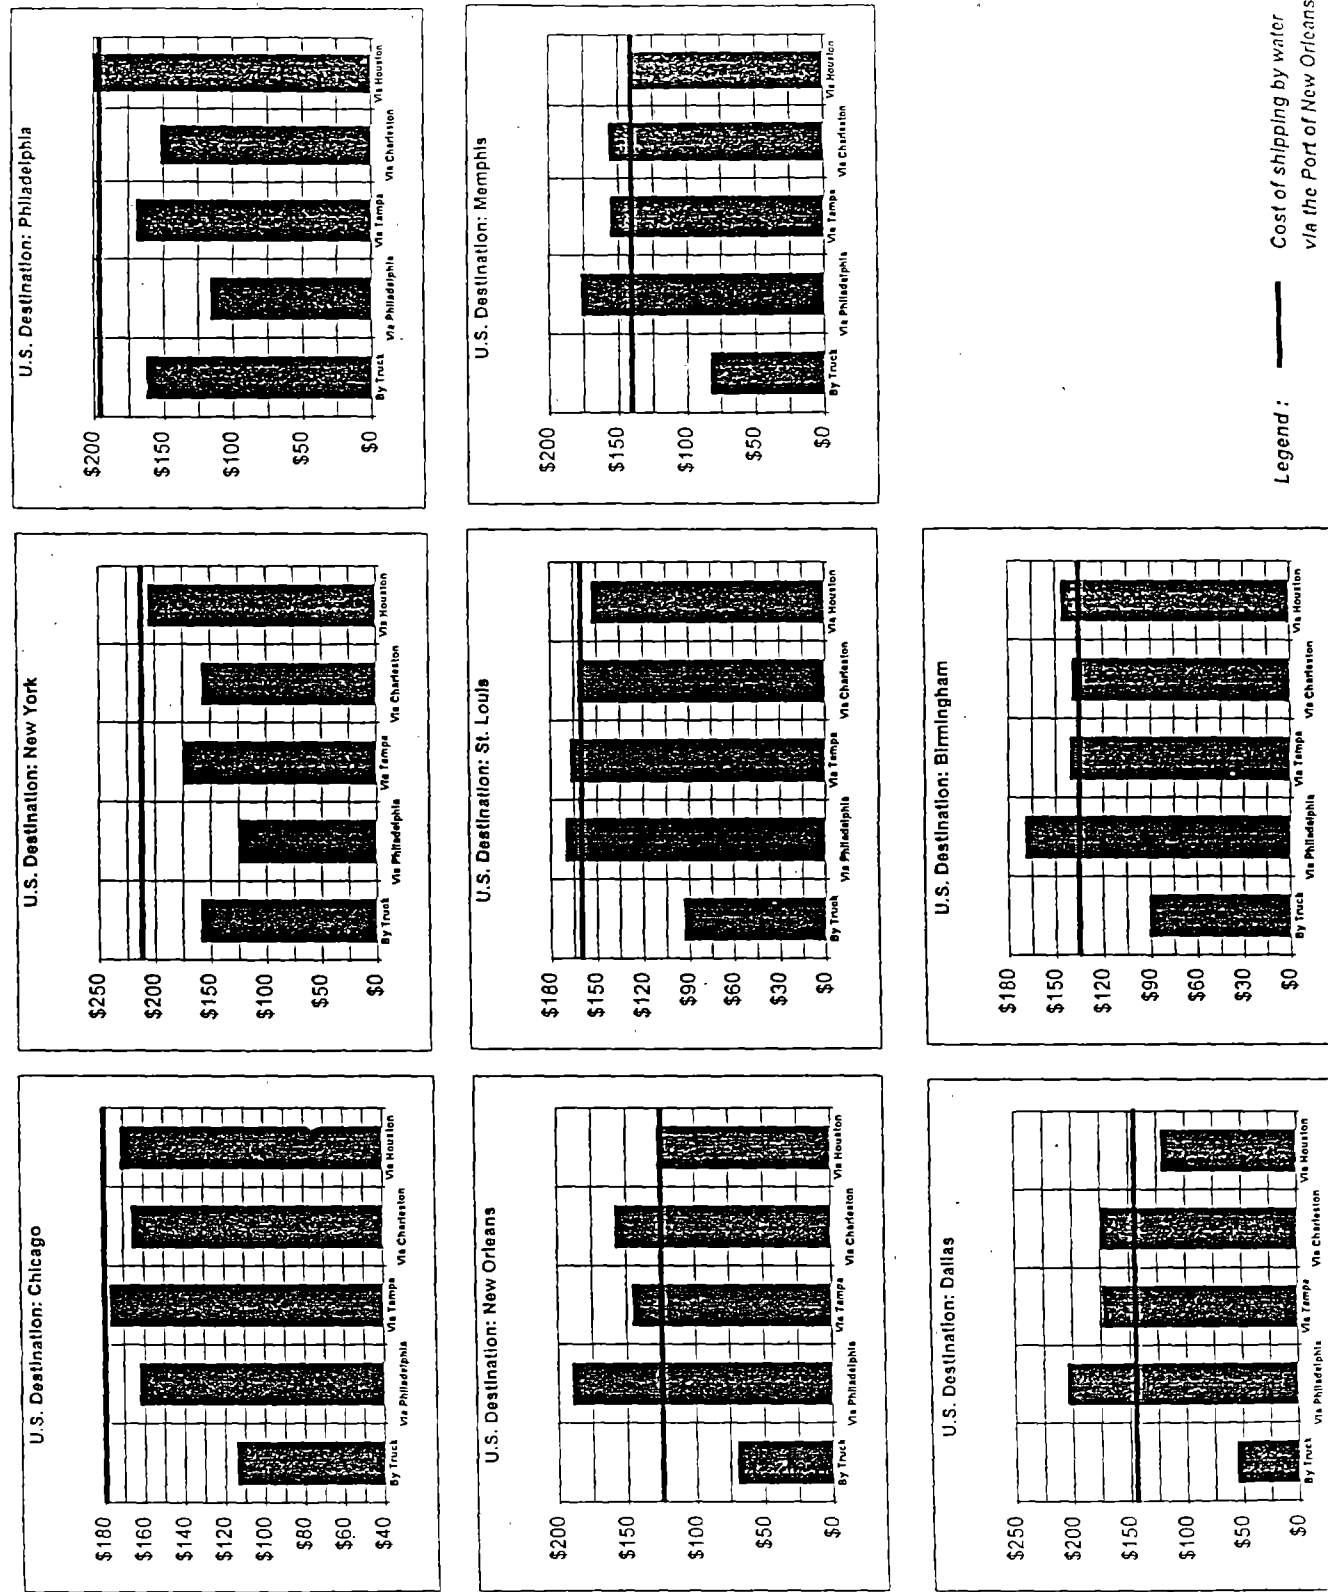 U.S. Destination: Chicago
$180
$160
$140
$120
$100
$80
$60
$40
By Truck
Via Philadelphia
Via Tampa
Via Charleston
Via Houston
U.S. Destination: New York
$250
$200
$150
$100
$50
$0
By Truck
Via Philadelphia
Via Tampa
Via Charleston
Via Houston
U.S. Destination: Philadelphia
$200
$150
$100
$50
$0
By Truck
Via Philadelphia
Via Tampa
Via Charleston
Via Houston
U.S. Destination: New Orleans
$200
$150
$100
$50
$0
By Truck
Via Philadelphia
Via Tampa
Via Charleston
Via Houston
U.S. Destination: St. Louis
$180
$150
$120
$90
$60
$30
$0
By Truck
Via Philadelphia
Via Tampa
Via Charleston
Via Houston
U.S. Destination: Memphis
$200
$150
$100
$50
$0
By Truck
Via Philadelphia
Via Tampa
Via Charleston
Via Houston
U.S. Destination: Dallas
$250
$200
$150
$100
$50
$0
By Truck
Via Philadelphia
Via Tampa
Via Charleston
Via Houston
U.S. Destination: Birmingham
$180
$150
$120
$90
$60
$30
$0
By Truck
Via Philadelphia
Via Tampa
Via Charleston
Via Houston
Legend : Cost of shipping by water
via the Port of New Orleans